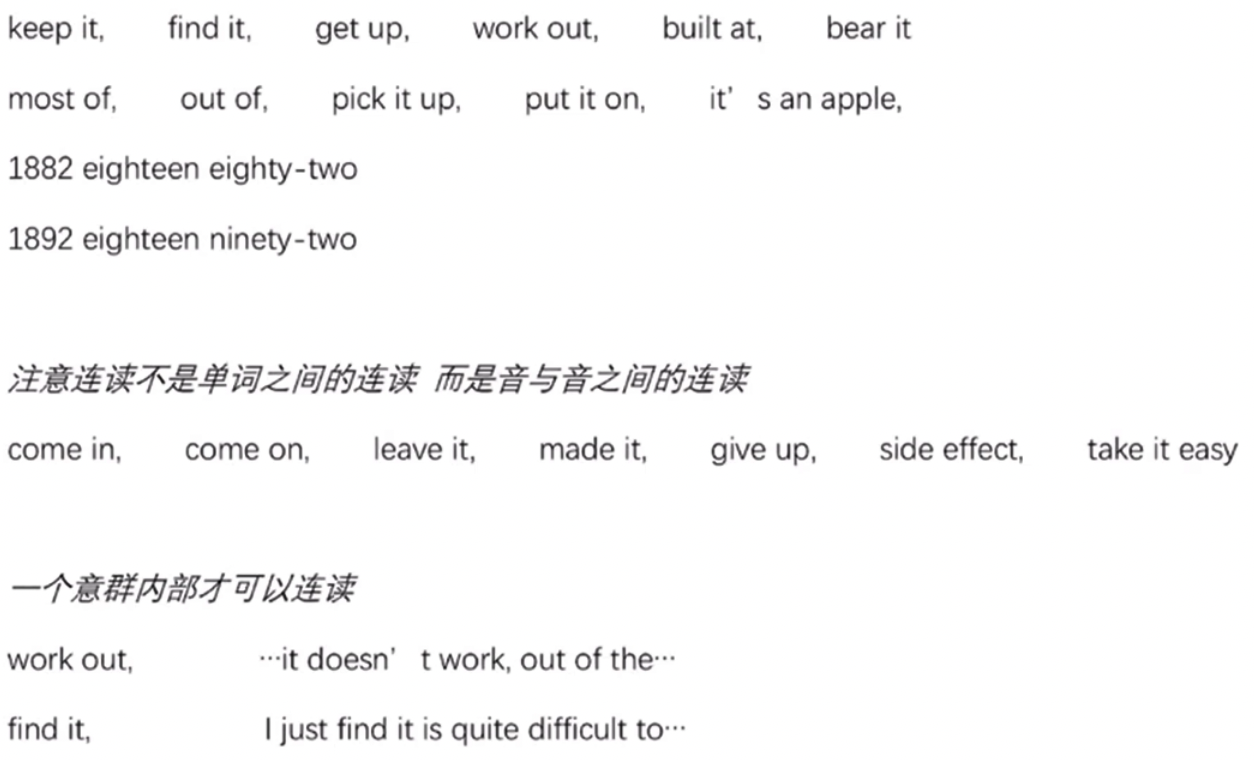 keep it, find it, get up, work out, built at, bear it
most of, out of, pick it up, put it on, it’s an apple,
1882 eighteen eighty-two
1892 eighteen ninety-two
注意连读不是单词之间的连读 而是音与音之间的连读
come in, come on, leave it, made it, give up, side effect, take it easy
一个意群内部才可以连读
work out, …it doesn’t work, out of the…
find it, I just find it is quite difficult to…